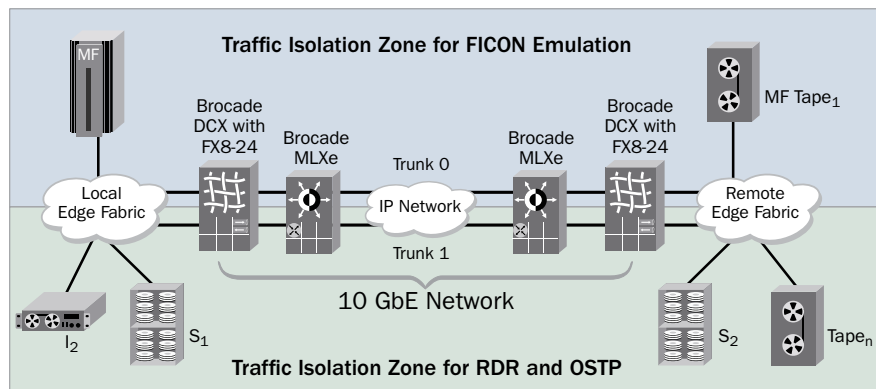 Traffic Isolation Zone for FICON Emulation
MF
MF Tape1
Brocade
DCX with
FX8-24
Brocade
MLXe
Trunk 0
Brocade
MLXe
Brocade
DCX with
FX8-24
Local
Edge Fabric
IP Network
Remote
Edge Fabric
Trunk 1
10 GbE Network
I2
S1
S2
Tapen
Traffic Isolation Zone for RDR and OSTP